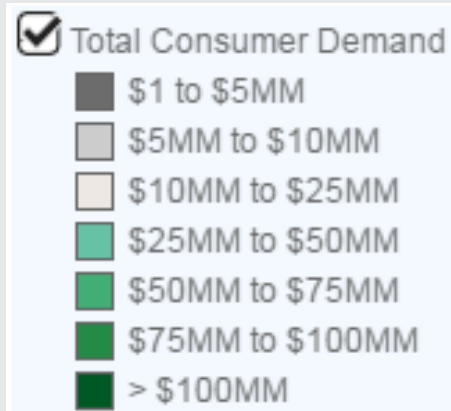 Total Consumer Demand
$1 to $5MM
$5MM to $10MM
$10MM to $25MM
$25MM to $50MM
$50MM to $75MM
$75MM to $100MM
> $100MM